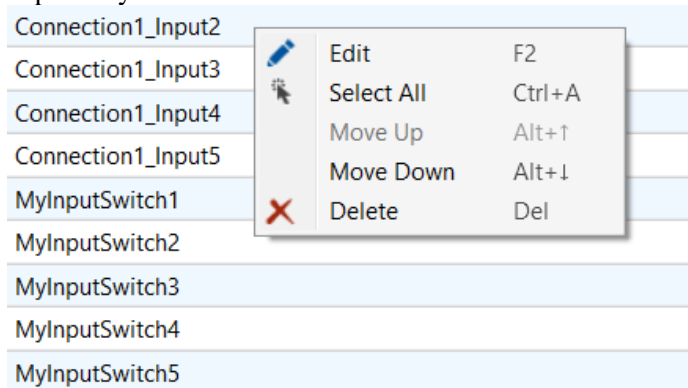 Connection1_Input2
Connection1_Input3
Connection1_Input4
Connection1_Input5
MyInputSwitch1
MyInputSwitch2
MyInputSwitch3
MyInputSwitch4
MyInputSwitch5
Edit F2
Select All Ctrl+A
Move Up Alt+↑
Move Down Alt+↓
Delete Del